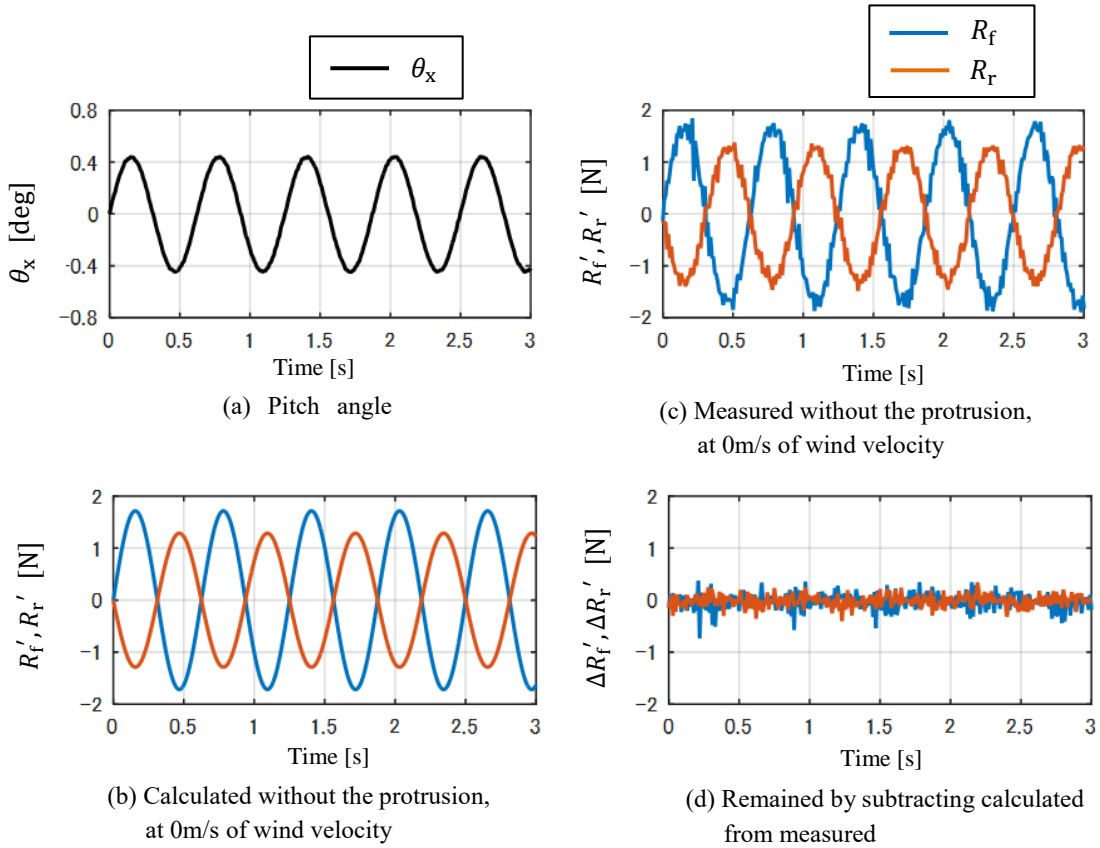 θx
θx [deg]
0.8
0.4
0
−0.4
−0.8
0 0.5 1 1.5 2 2.5 3
Time [s]
(a) Pitch angle
Rf
Rr
Rf′, Rr′ [N]
2
1
0
−1
−2
0 0.5 1 1.5 2 2.5 3
Time [s]
(c) Measured without the protrusion,
at 0m/s of wind velocity
Rf′, Rr′ [N]
2
1
0
−1
−2
0 0.5 1 1.5 2 2.5 3
Time [s]
(b) Calculated without the protrusion,
at 0m/s of wind velocity
ΔRf′, ΔRr′ [N]
2
1
0
−1
−2
0 0.5 1 1.5 2 2.5 3
Time [s]
(d) Remained by subtracting calculated
from measured